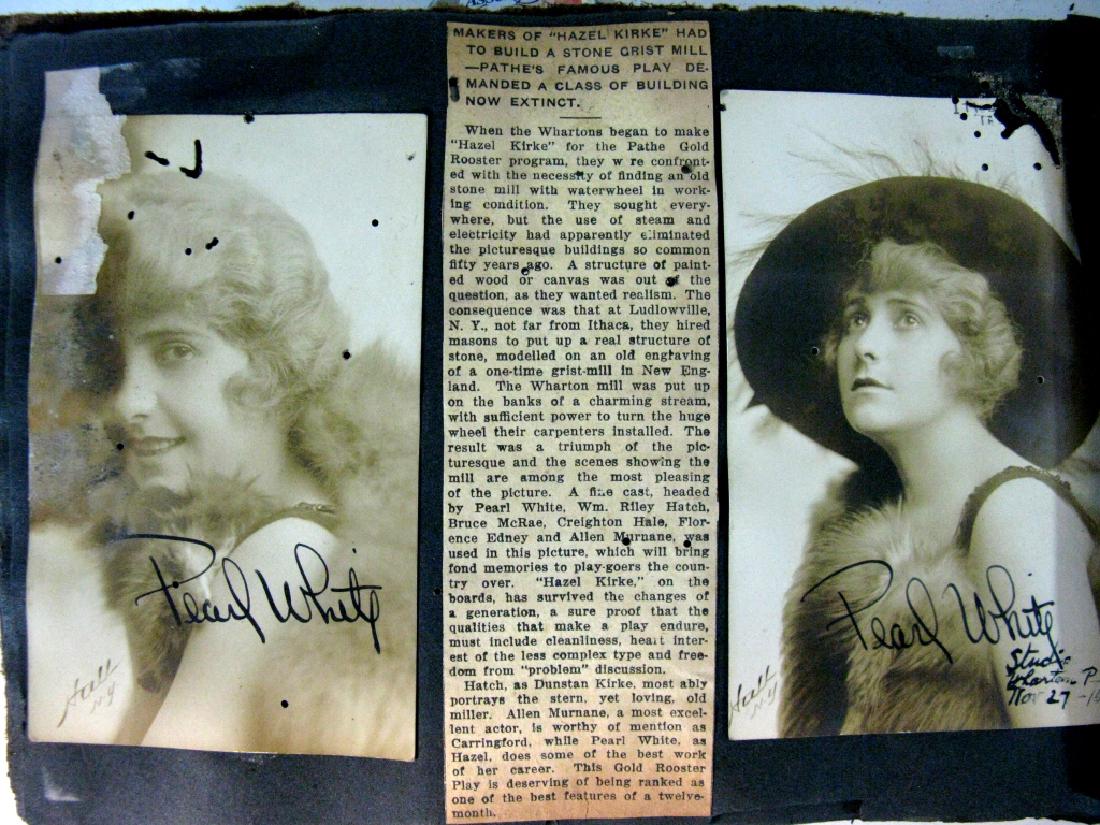 Pearl White
Hall
N.Y
MAKERS OF "HAZEL KIRKE" HAD
TO BUILD A STONE GRIST MILL
—PATHE'S FAMOUS PLAY DE-
MANDED A CLASS OF BUILDING
NOW EXTINCT.
When the Whartons began to make
"Hazel Kirke" for the Pathe Gold
Rooster program, they w re confront-
ed with the necessity of finding an old
stone mill with waterwheel in work-
ing condition. They sought every-
where, but the use of steam and
electricity had apparently eliminated
the picturesque buildings so common
fifty years ago. A structure of paint-
ed wood or canvas was out of the
question, as they wanted realism. The
consequence was that at Ludlowville,
N. Y., not far from Ithaca, they hired
masons to put up a real structure of
stone, modelled on an old engraving
of a one-time grist-mill in New Eng-
land. The Wharton mill was put up
on the banks of a charming stream,
with sufficient power to turn the huge
wheel their carpenters installed. The
result was a triumph of the pic-
turesque and the scenes showing the
mill are among the most pleasing
of the picture. A fine cast, headed
by Pearl White, Wm. Riley Hatch,
Bruce McRae, Creighton Hale, Flor-
ence Edney and Allen Murnane, was
used in this picture, which will bring
fond memories to play-goers the coun-
try over. "Hazel Kirke," on the
boards, has survived the changes of
a generation, a sure proof that the
qualities that make a play endure,
must include cleanliness, heart inter-
est of the less complex type and free-
dom from "problem" discussion.
Hatch, as Dunstan Kirke, most ably
portrays the stern, yet loving, old
miller. Allen Murnane, a most excel-
lent actor, is worthy of mention as
Carringford, while Pearl White, as
Hazel, does some of the best work
of her career. This Gold Rooster
Play is deserving of being ranked as
one of the best features of a twelve-
month.
Pearl White
Studio
Wharton P
Nov 27-19
Hall
N.Y